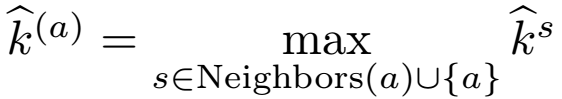 $\widehat{k}^{(a)} = \max_{s \in \text{Neighbors}(a) \cup \{a\}} \widehat{k}^{s}$